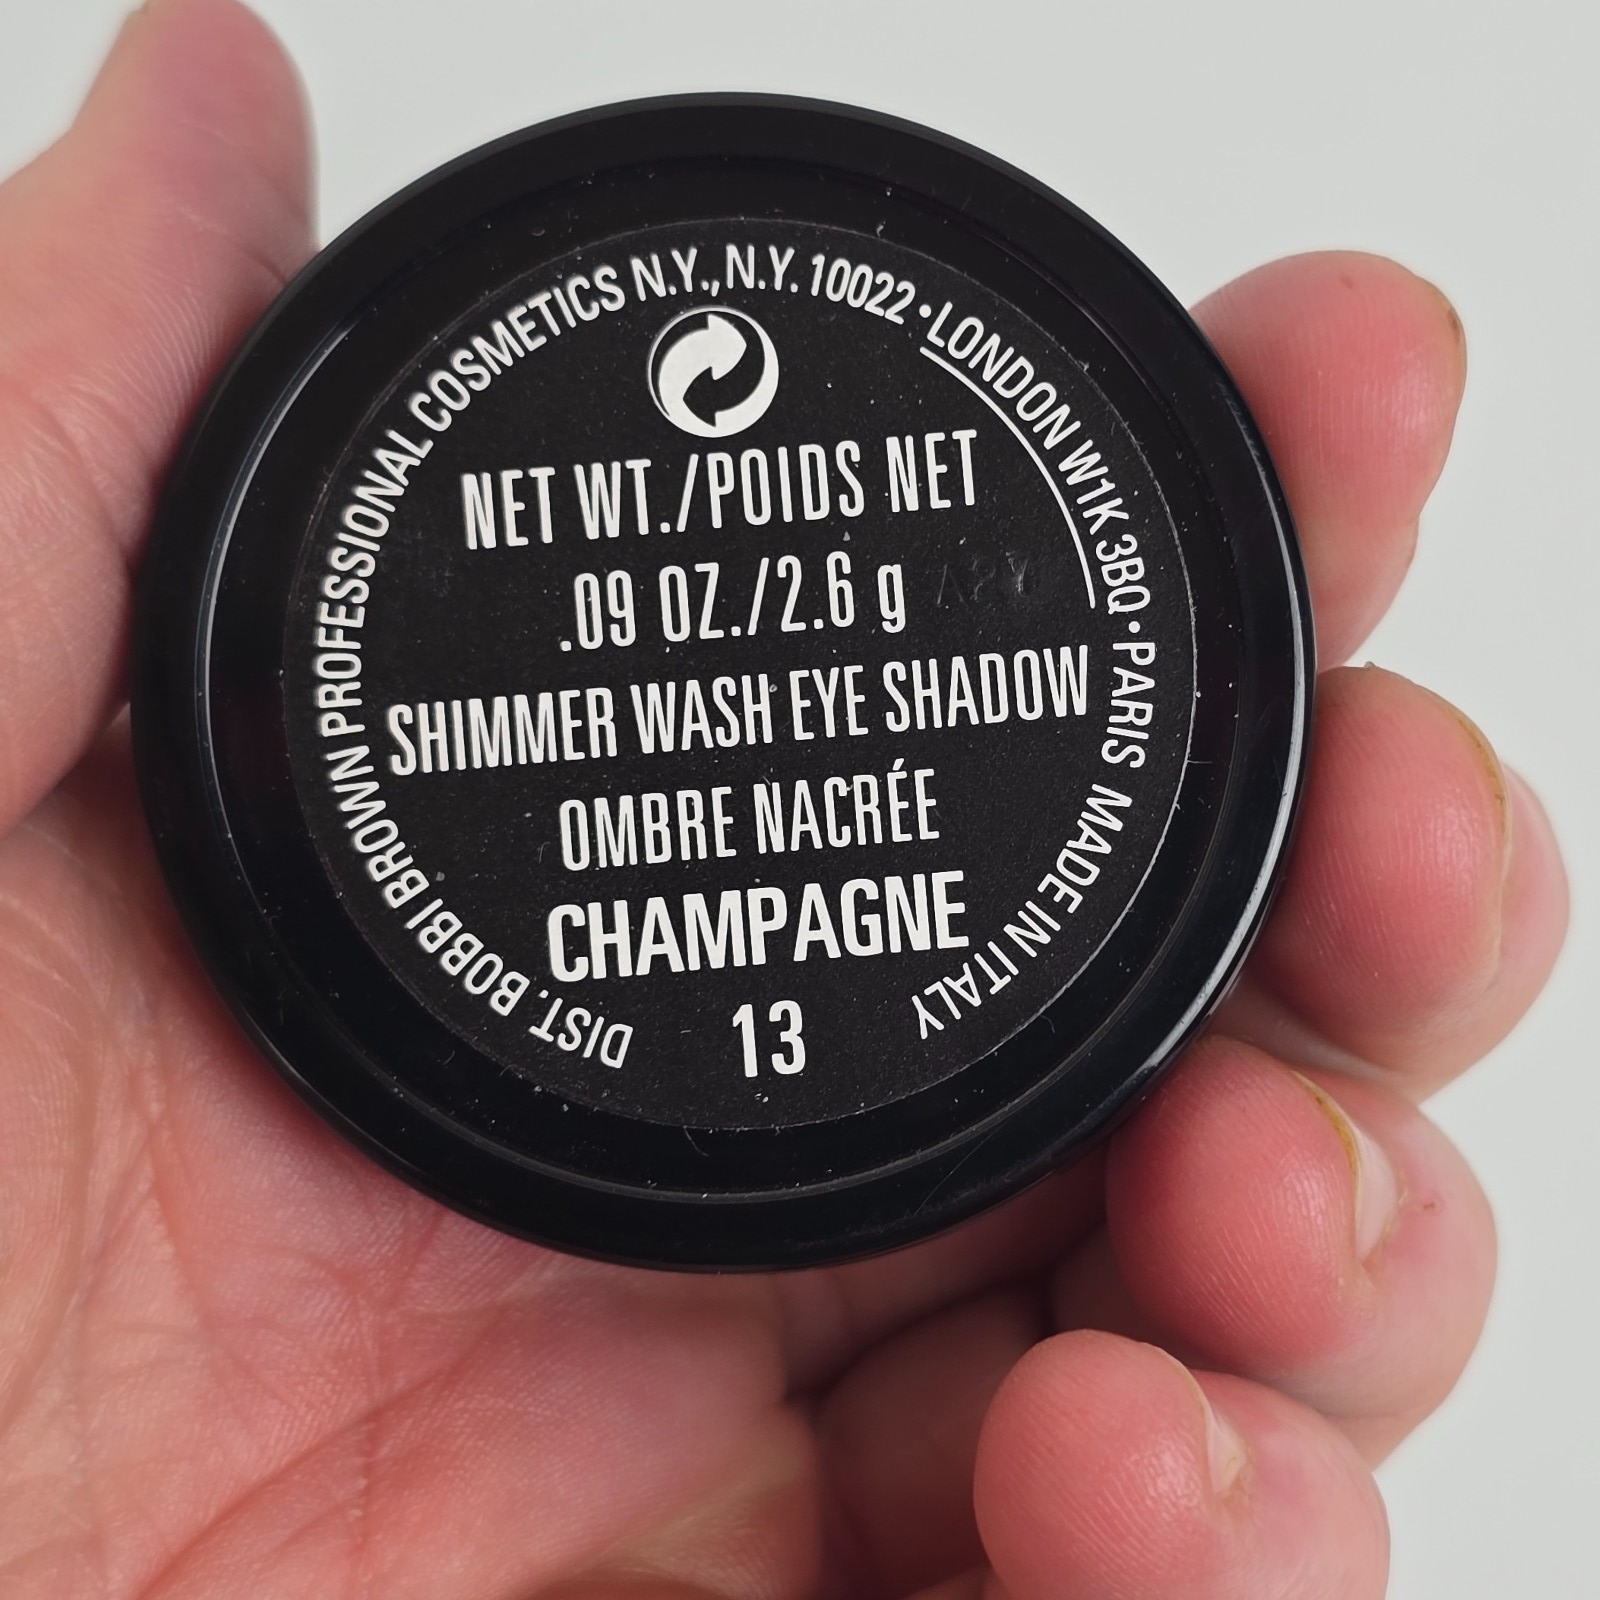 DIST. BOBBI BROWN PROFESSIONAL COSMETICS N.Y., N.Y. 10022 • LONDON W1K 3BQ • PARIS MADE IN ITALY
NET WT./POIDS NET
.09 OZ./2.6 g
SHIMMER WASH EYE SHADOW
OMBRE NACRÉE
CHAMPAGNE
13